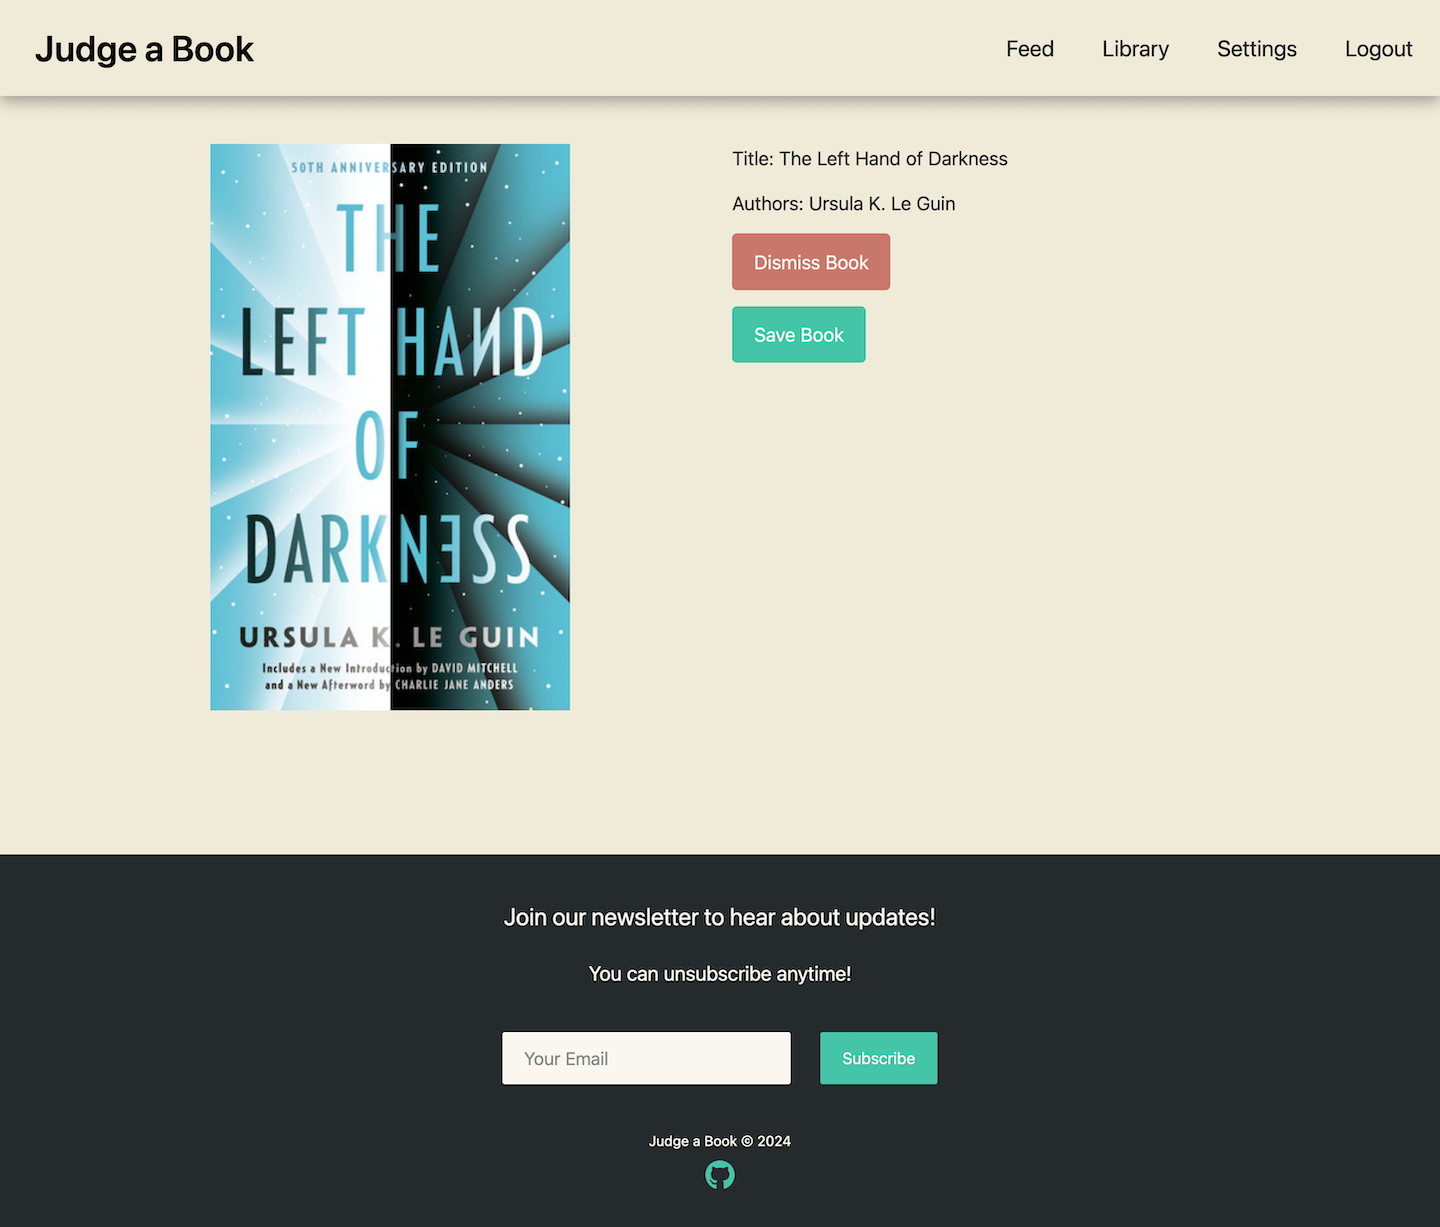 Judge a Book
Feed
Library
Settings
Logout
50TH ANNIVERSARY EDITION
THE
LEFT HAИD
OF
DARKNƎSS
URSULA K. LE GUIN
Includes a New Introduction by DAVID MITCHELL
and a New Afterword by CHARLIE JANE ANDERS
Title: The Left Hand of Darkness
Authors: Ursula K. Le Guin
Dismiss Book
Save Book
Join our newsletter to hear about updates!
You can unsubscribe anytime!
Your Email
Subscribe
Judge a Book © 2024